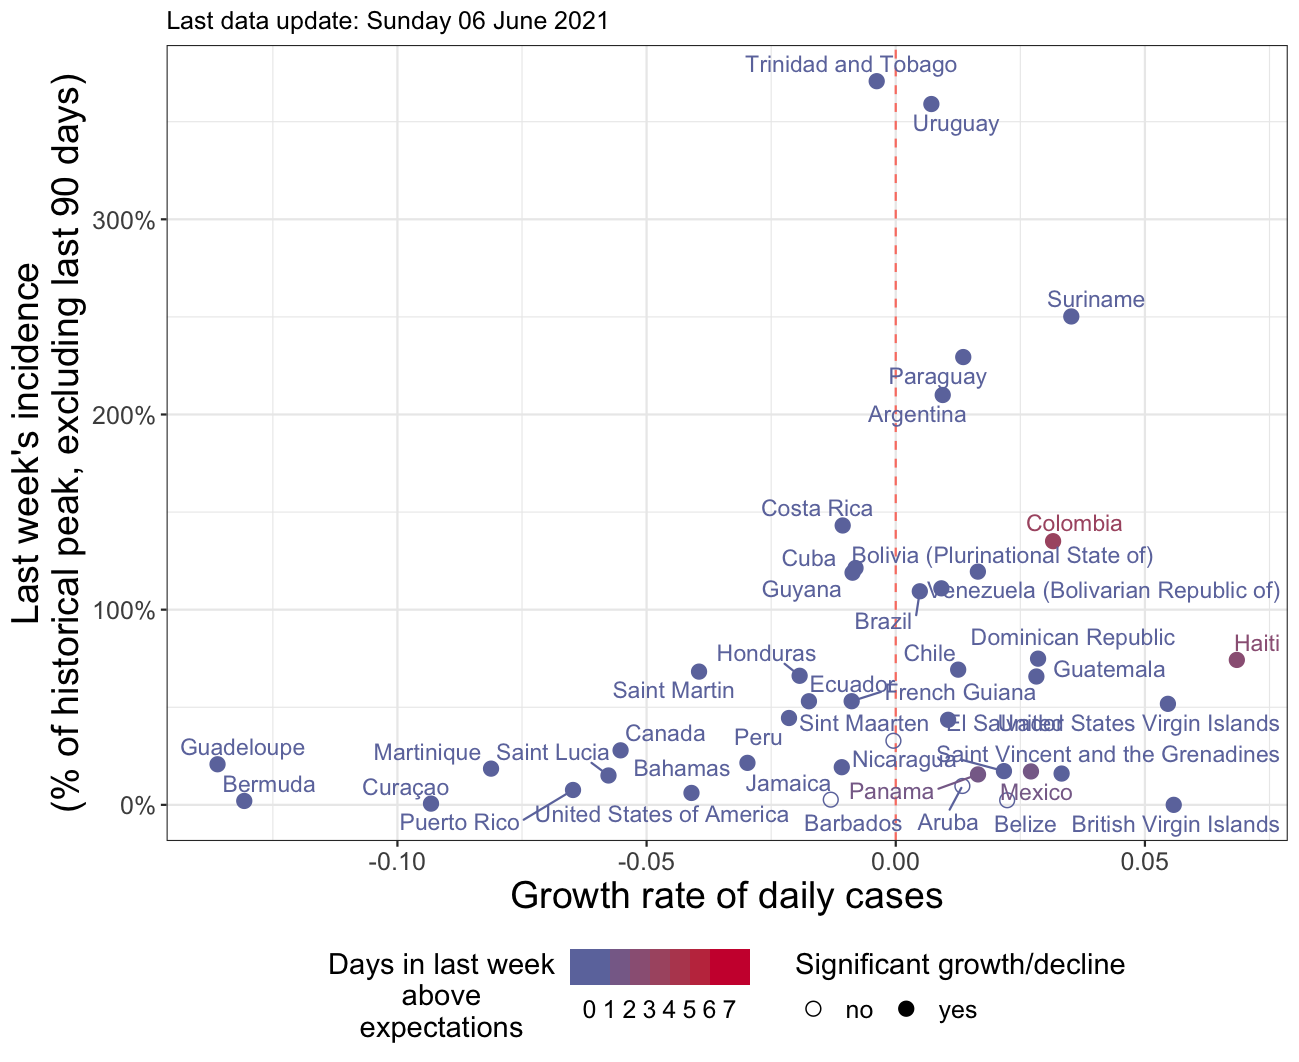 Last data update: Sunday 06 June 2021
Last week's incidence
(% of historical peak, excluding last 90 days)
300%
200%
100%
0%
Trinidad and Tobago
Uruguay
Suriname
Paraguay
Argentina
Costa Rica
Colombia
Cuba
Bolivia (Plurinational State of)
Guyana
Venezuela (Bolivarian Republic of)
Brazil
Dominican Republic
Haiti
Honduras
Chile
Guatemala
Saint Martin
Ecuador
French Guiana
Sint Maarten
El Salvador
United States Virgin Islands
Peru
Canada
Guadeloupe
Martinique
Saint Lucia
Saint Vincent and the Grenadines
Nicaragua
Bahamas
Bermuda
Curaçao
Jamaica
Panama
Mexico
Puerto Rico
United States of America
Barbados
Aruba
Belize
British Virgin Islands
-0.10
-0.05
0.00
0.05
Growth rate of daily cases
Days in last week
above
expectations
0 1 2 3 4 5 6 7
Significant growth/decline
no
yes